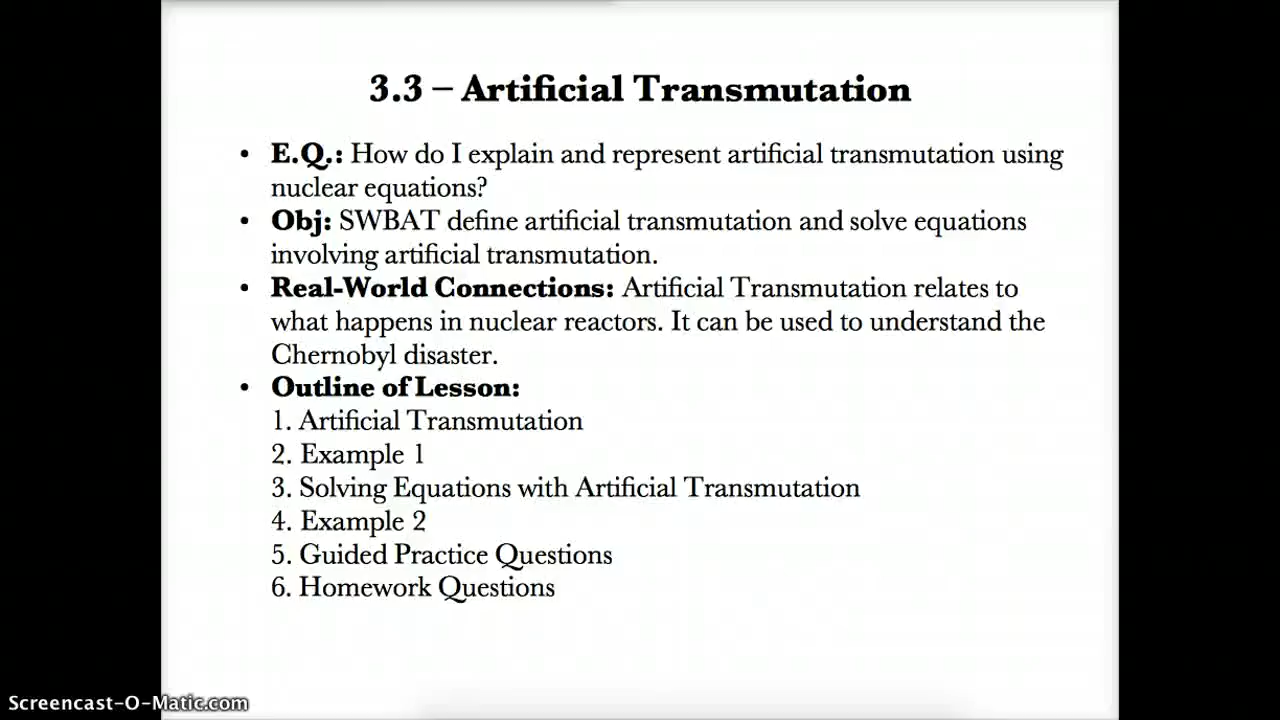 3.3 – Artificial Transmutation
• E.Q.: How do I explain and represent artificial transmutation using
nuclear equations?
• Obj: SWBAT define artificial transmutation and solve equations
involving artificial transmutation.
• Real-World Connections: Artificial Transmutation relates to
what happens in nuclear reactors. It can be used to understand the
Chernobyl disaster.
• Outline of Lesson:
1. Artificial Transmutation
2. Example 1
3. Solving Equations with Artificial Transmutation
4. Example 2
5. Guided Practice Questions
6. Homework Questions
Screencast-O-Matic.com